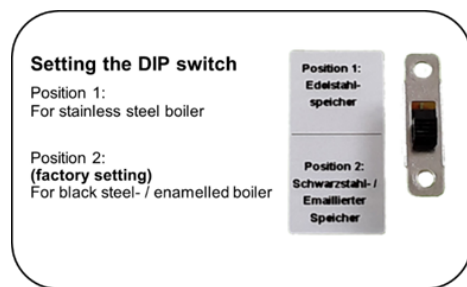 Setting the DIP switch
Position 1:
For stainless steel boiler
Position 2:
(factory setting)
For black steel- / enamelled boiler
Position 1:
Edelstahl-
speicher
Position 2:
Schwarzstahl- /
Emaillierter
Speicher